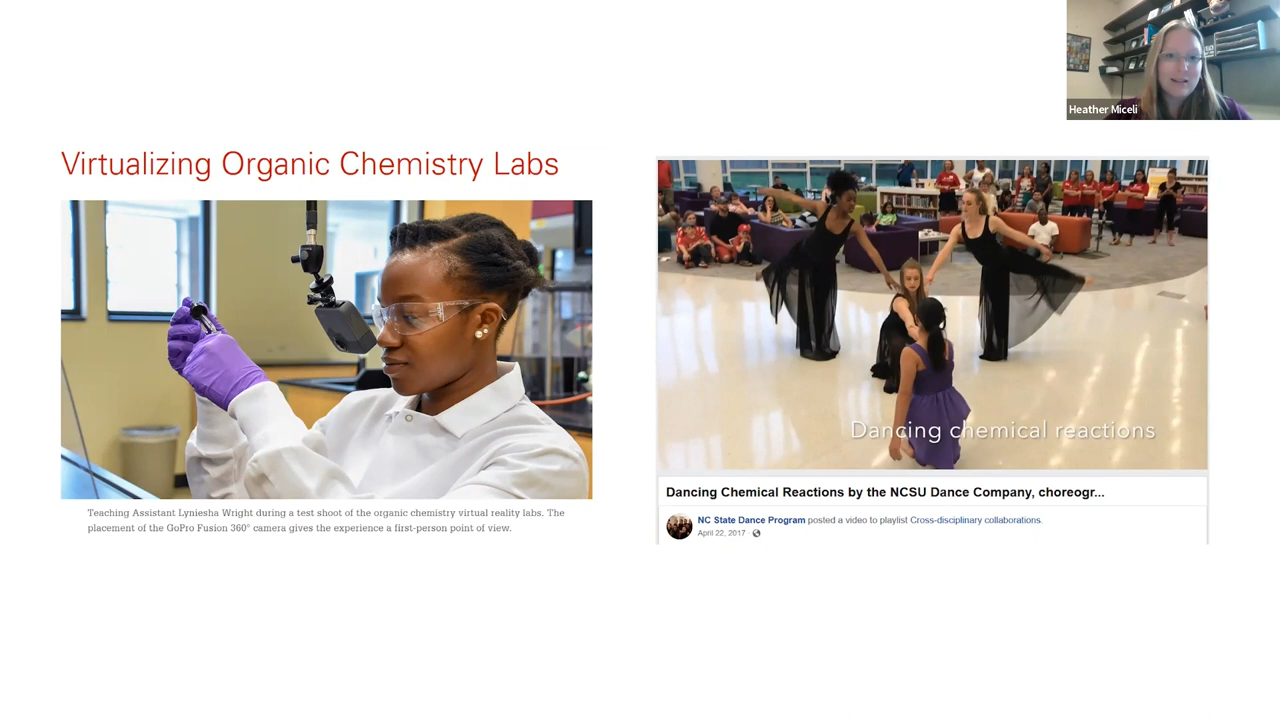 Heather Miceli
Virtualizing Organic Chemistry Labs
Teaching Assistant Lyniesha Wright during a test shoot of the organic chemistry virtual reality labs. The
placement of the GoPro Fusion 360° camera gives the experience a first-person point of view.
Dancing chemical reactions
Dancing Chemical Reactions by the NCSU Dance Company, choreogr...
NC State Dance Program posted a video to playlist Cross-disciplinary collaborations.
April 22, 2017 ·